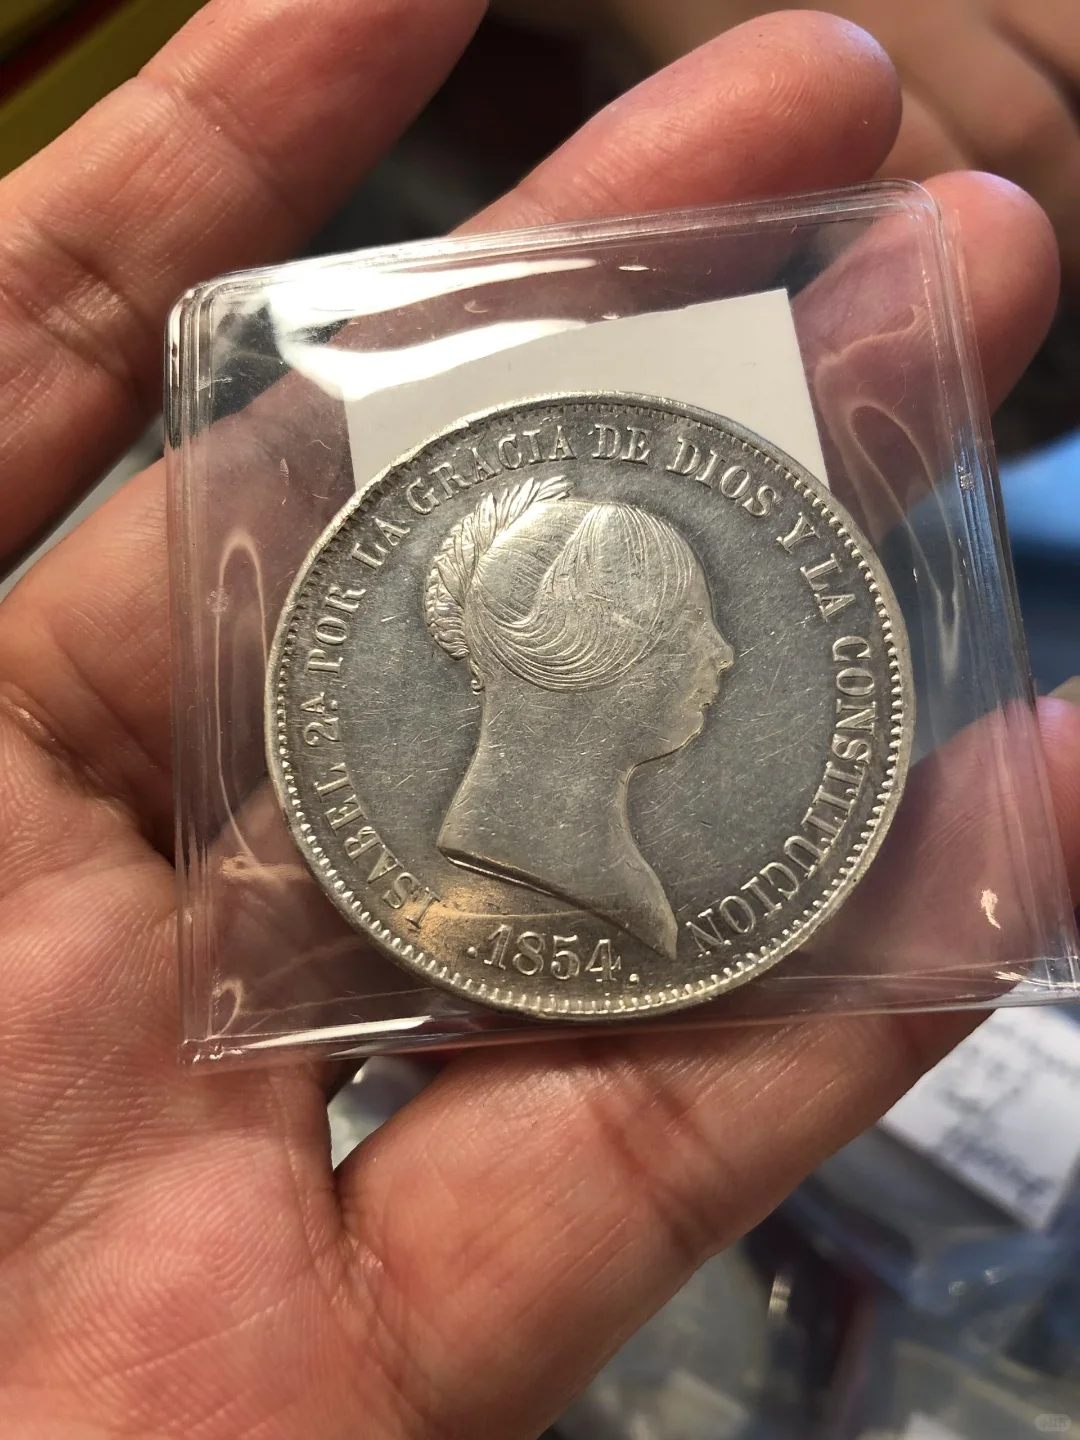 ISABEL 2A. POR LA GRACIA DE DIOS Y LA CONSTITUCION
.1854.